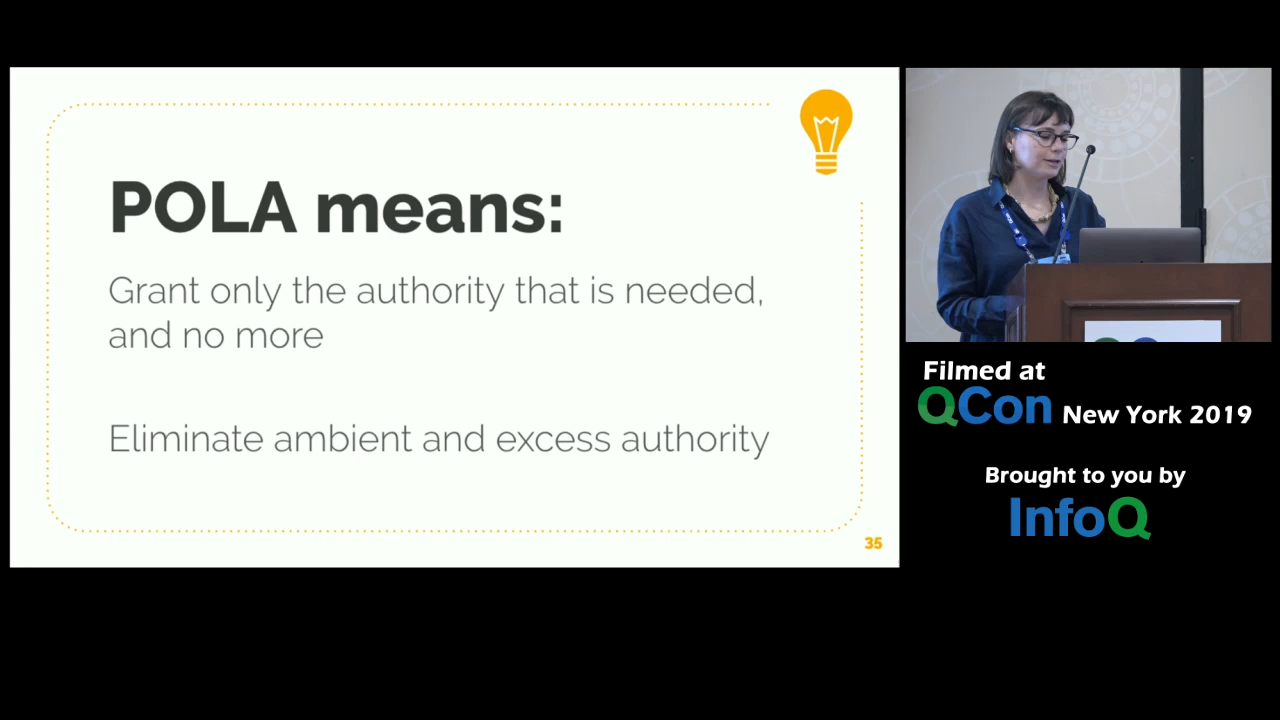 POLA means:
Grant only the authority that is needed,
and no more
Eliminate ambient and excess authority
35
Filmed at
QCon New York 2019
Brought to you by
InfoQ